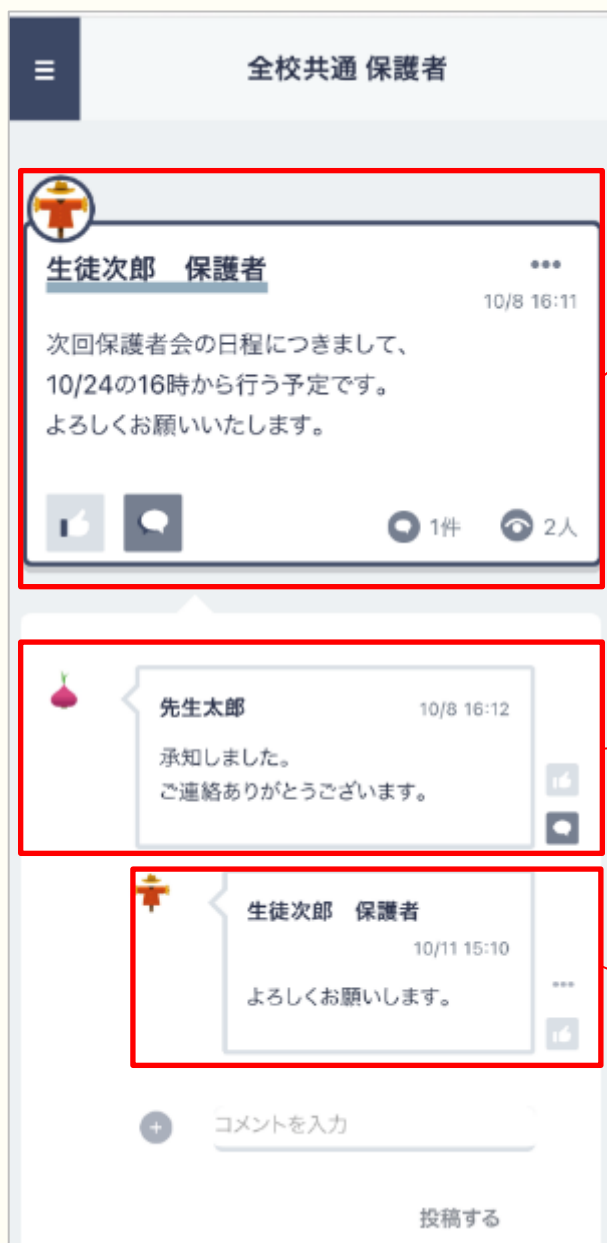 全校共通 保護者
生徒次郎　保護者
10/8 16:11
次回保護者会の日程につきまして、
10/24の16時から行う予定です。
よろしくお願いいたします。
1件
2人
先生太郎
10/8 16:12
承知しました。
ご連絡ありがとうございます。
生徒次郎　保護者
10/11 15:10
よろしくお願いします。
コメントを入力
投稿する